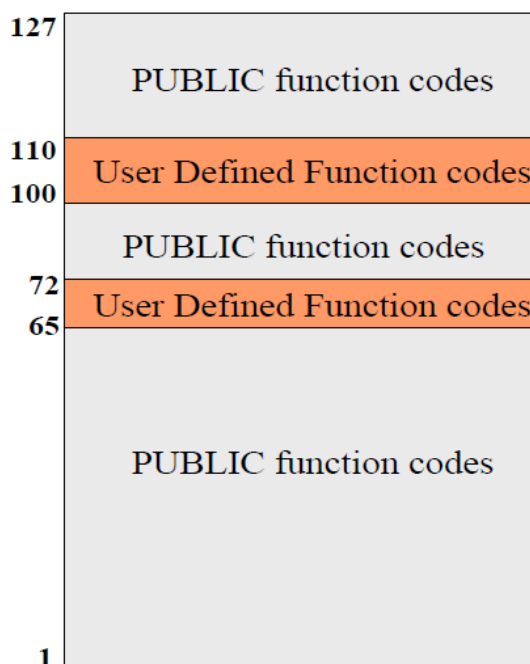 127
PUBLIC function codes
110
User Defined Function codes
100
PUBLIC function codes
72
User Defined Function codes
65
PUBLIC function codes
1